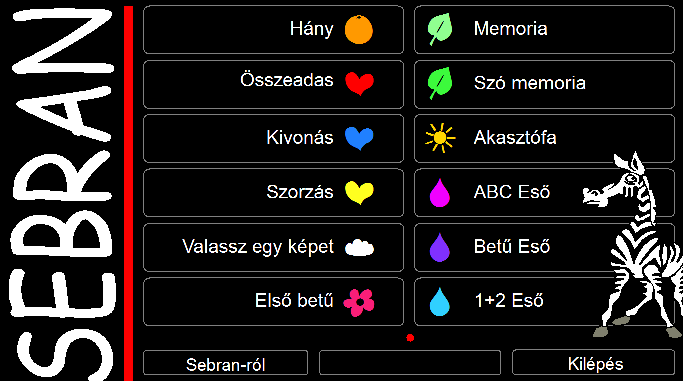 SEBRAN
Hány
Összeadas
Kivonás
Szorzás
Valassz egy képet
Első betű
Memoria
Szó memoria
Akasztófa
ABC Eső
Betű Eső
1+2 Eső
Sebran-ról
Kilépés